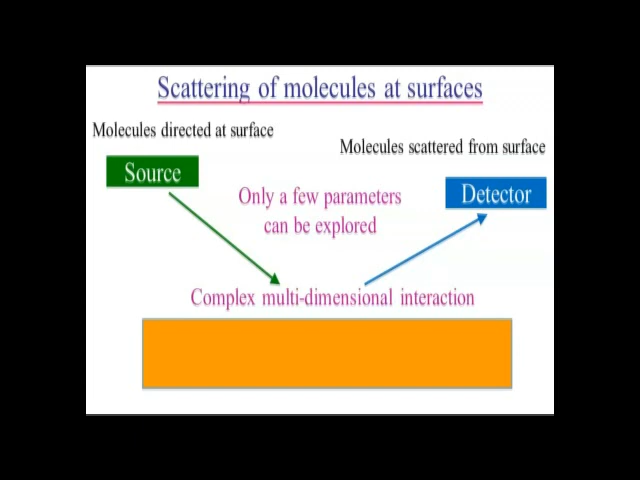 Scattering of molecules at surfaces
Molecules directed at surface
Molecules scattered from surface
Source
Detector
Only a few parameters
can be explored
Complex multi-dimensional interaction